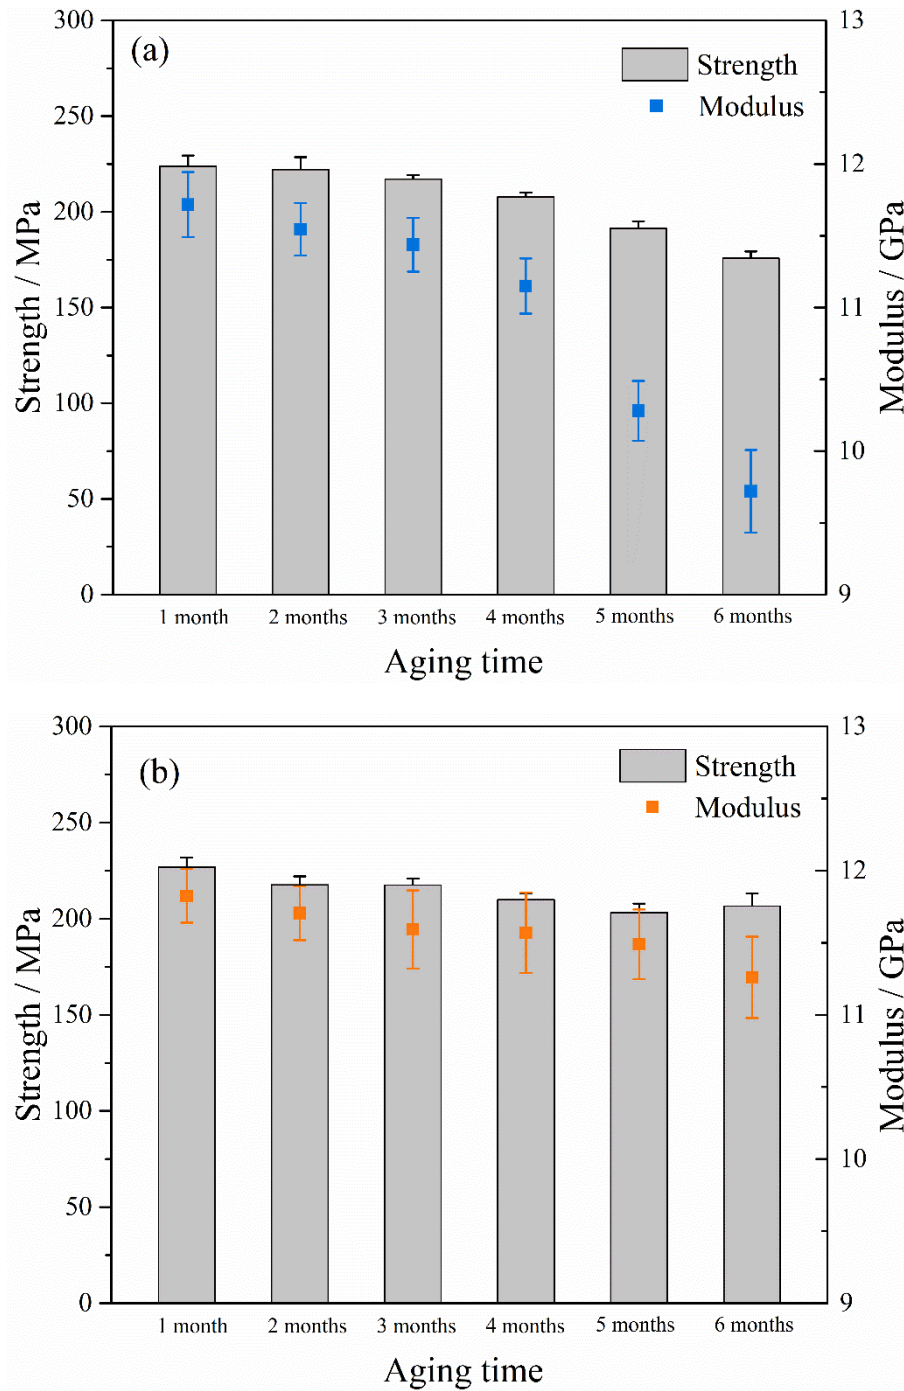 (a)
Strength
Modulus
300
250
200
150
100
50
0
Strength / MPa
13
12
11
10
9
Modulus / GPa
1 month 2 months 3 months 4 months 5 months 6 months
Aging time
(b)
Strength
Modulus
300
250
200
150
100
50
0
Strength / MPa
13
12
11
10
9
Modulus / GPa
1 month 2 months 3 months 4 months 5 months 6 months
Aging time